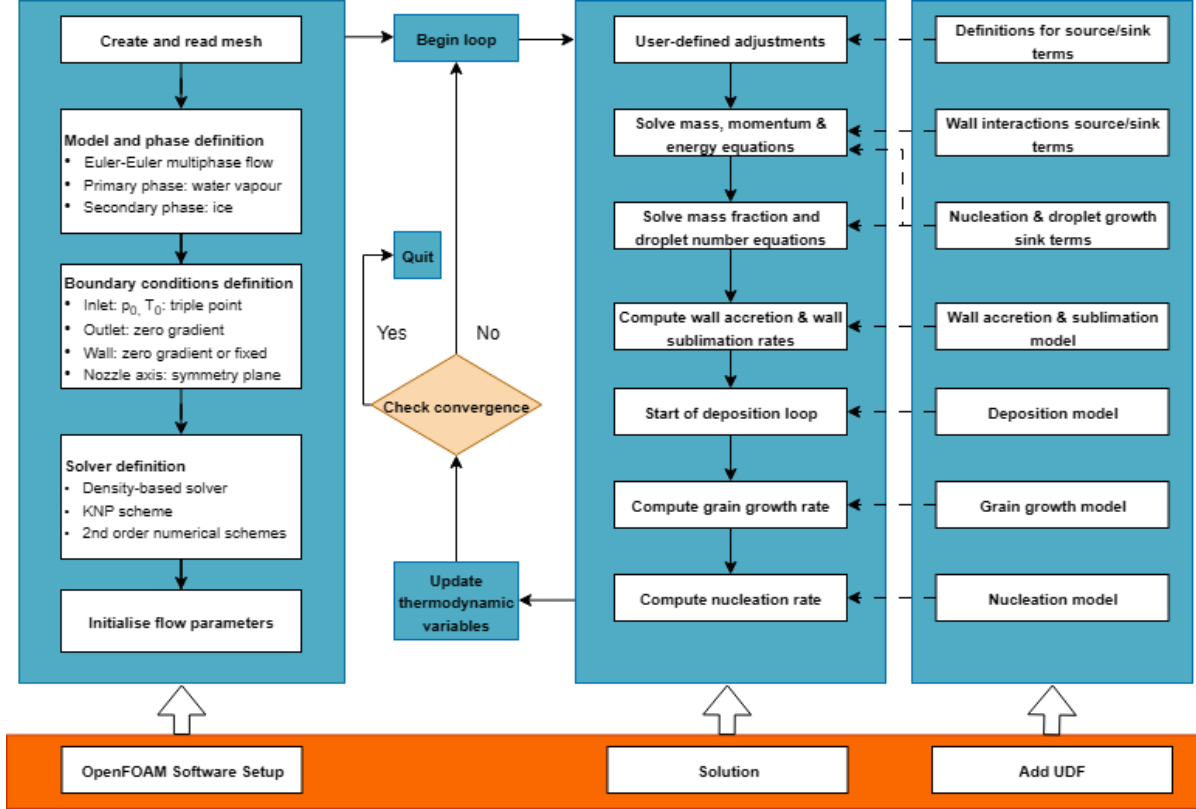 Create and read mesh
Model and phase definition
• Euler-Euler multiphase flow
• Primary phase: water vapour
• Secondary phase: ice
Boundary conditions definition
• Inlet: p0, T0: triple point
• Outlet: zero gradient
• Wall: zero gradient or fixed
• Nozzle axis: symmetry plane
Solver definition
• Density-based solver
• KNP scheme
• 2nd order numerical schemes
Initialise flow parameters
Begin loop
Quit
Yes
No
Check convergence
Update
thermodynamic
variables
User-defined adjustments
Solve mass, momentum &
energy equations
Solve mass fraction and
droplet number equations
Compute wall accretion & wall
sublimation rates
Start of deposition loop
Compute grain growth rate
Compute nucleation rate
Definitions for source/sink
terms
Wall interactions source/sink
terms
Nucleation & droplet growth
sink terms
Wall accretion & sublimation
model
Deposition model
Grain growth model
Nucleation model
OpenFOAM Software Setup
Solution
Add UDF